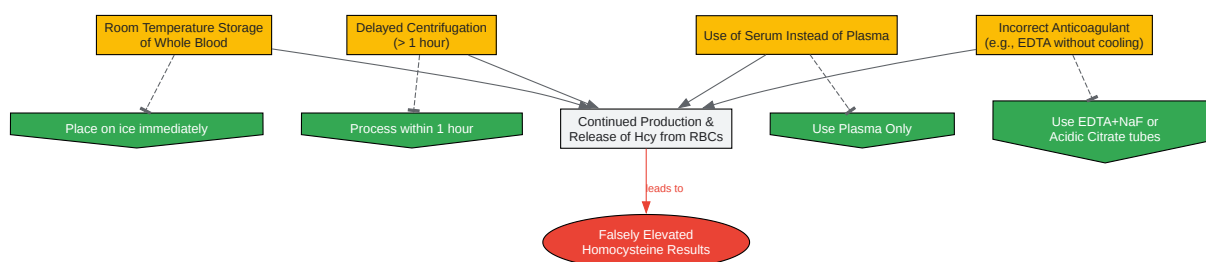 Room Temperature Storage
of Whole Blood
Delayed Centrifugation
(> 1 hour)
Use of Serum Instead of Plasma
Incorrect Anticoagulant
(e.g., EDTA without cooling)
Place on ice immediately
Process within 1 hour
Continued Production &
Release of Hcy from RBCs
Use Plasma Only
Use EDTA+NaF or
Acidic Citrate tubes
leads to
Falsely Elevated
Homocysteine Results